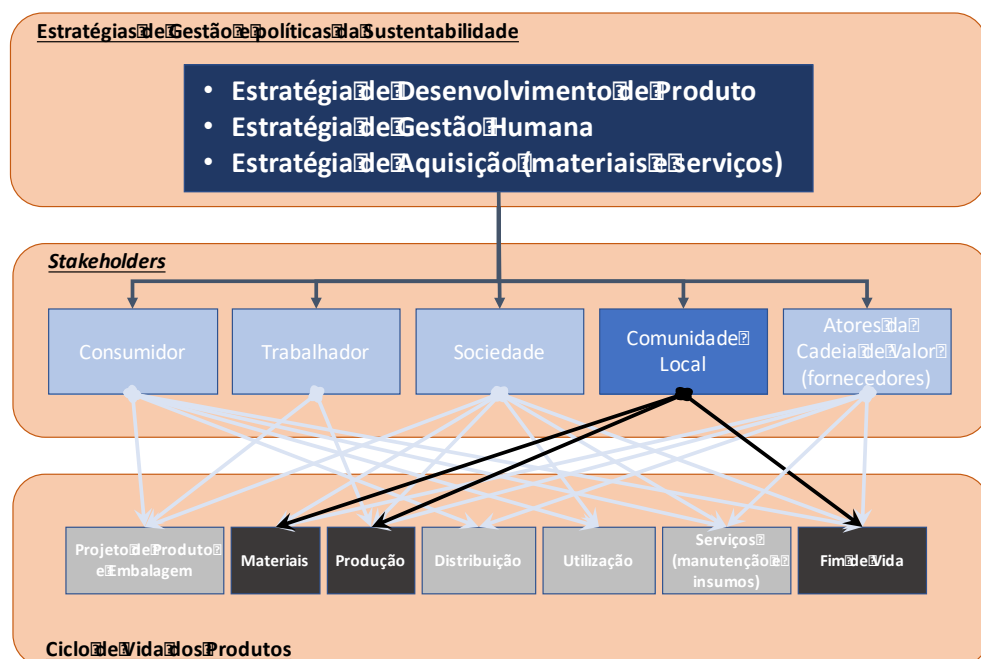 Estratégias de Gestão e políticas da Sustentabilidade
• Estratégia de Desenvolvimento de Produto
• Estratégia de Gestão Humana
• Estratégia de Aquisição (materiais e serviços)
Stakeholders
Consumidor
Trabalhador
Sociedade
Comunidade
Local
Atores da
Cadeia de Valor
(fornecedores)
Projeto de Produto
e Embalagem
Materiais
Produção
Distribuição
Utilização
Serviços
(manutenção e
insumos)
Fim de Vida
Ciclo de Vida dos Produtos